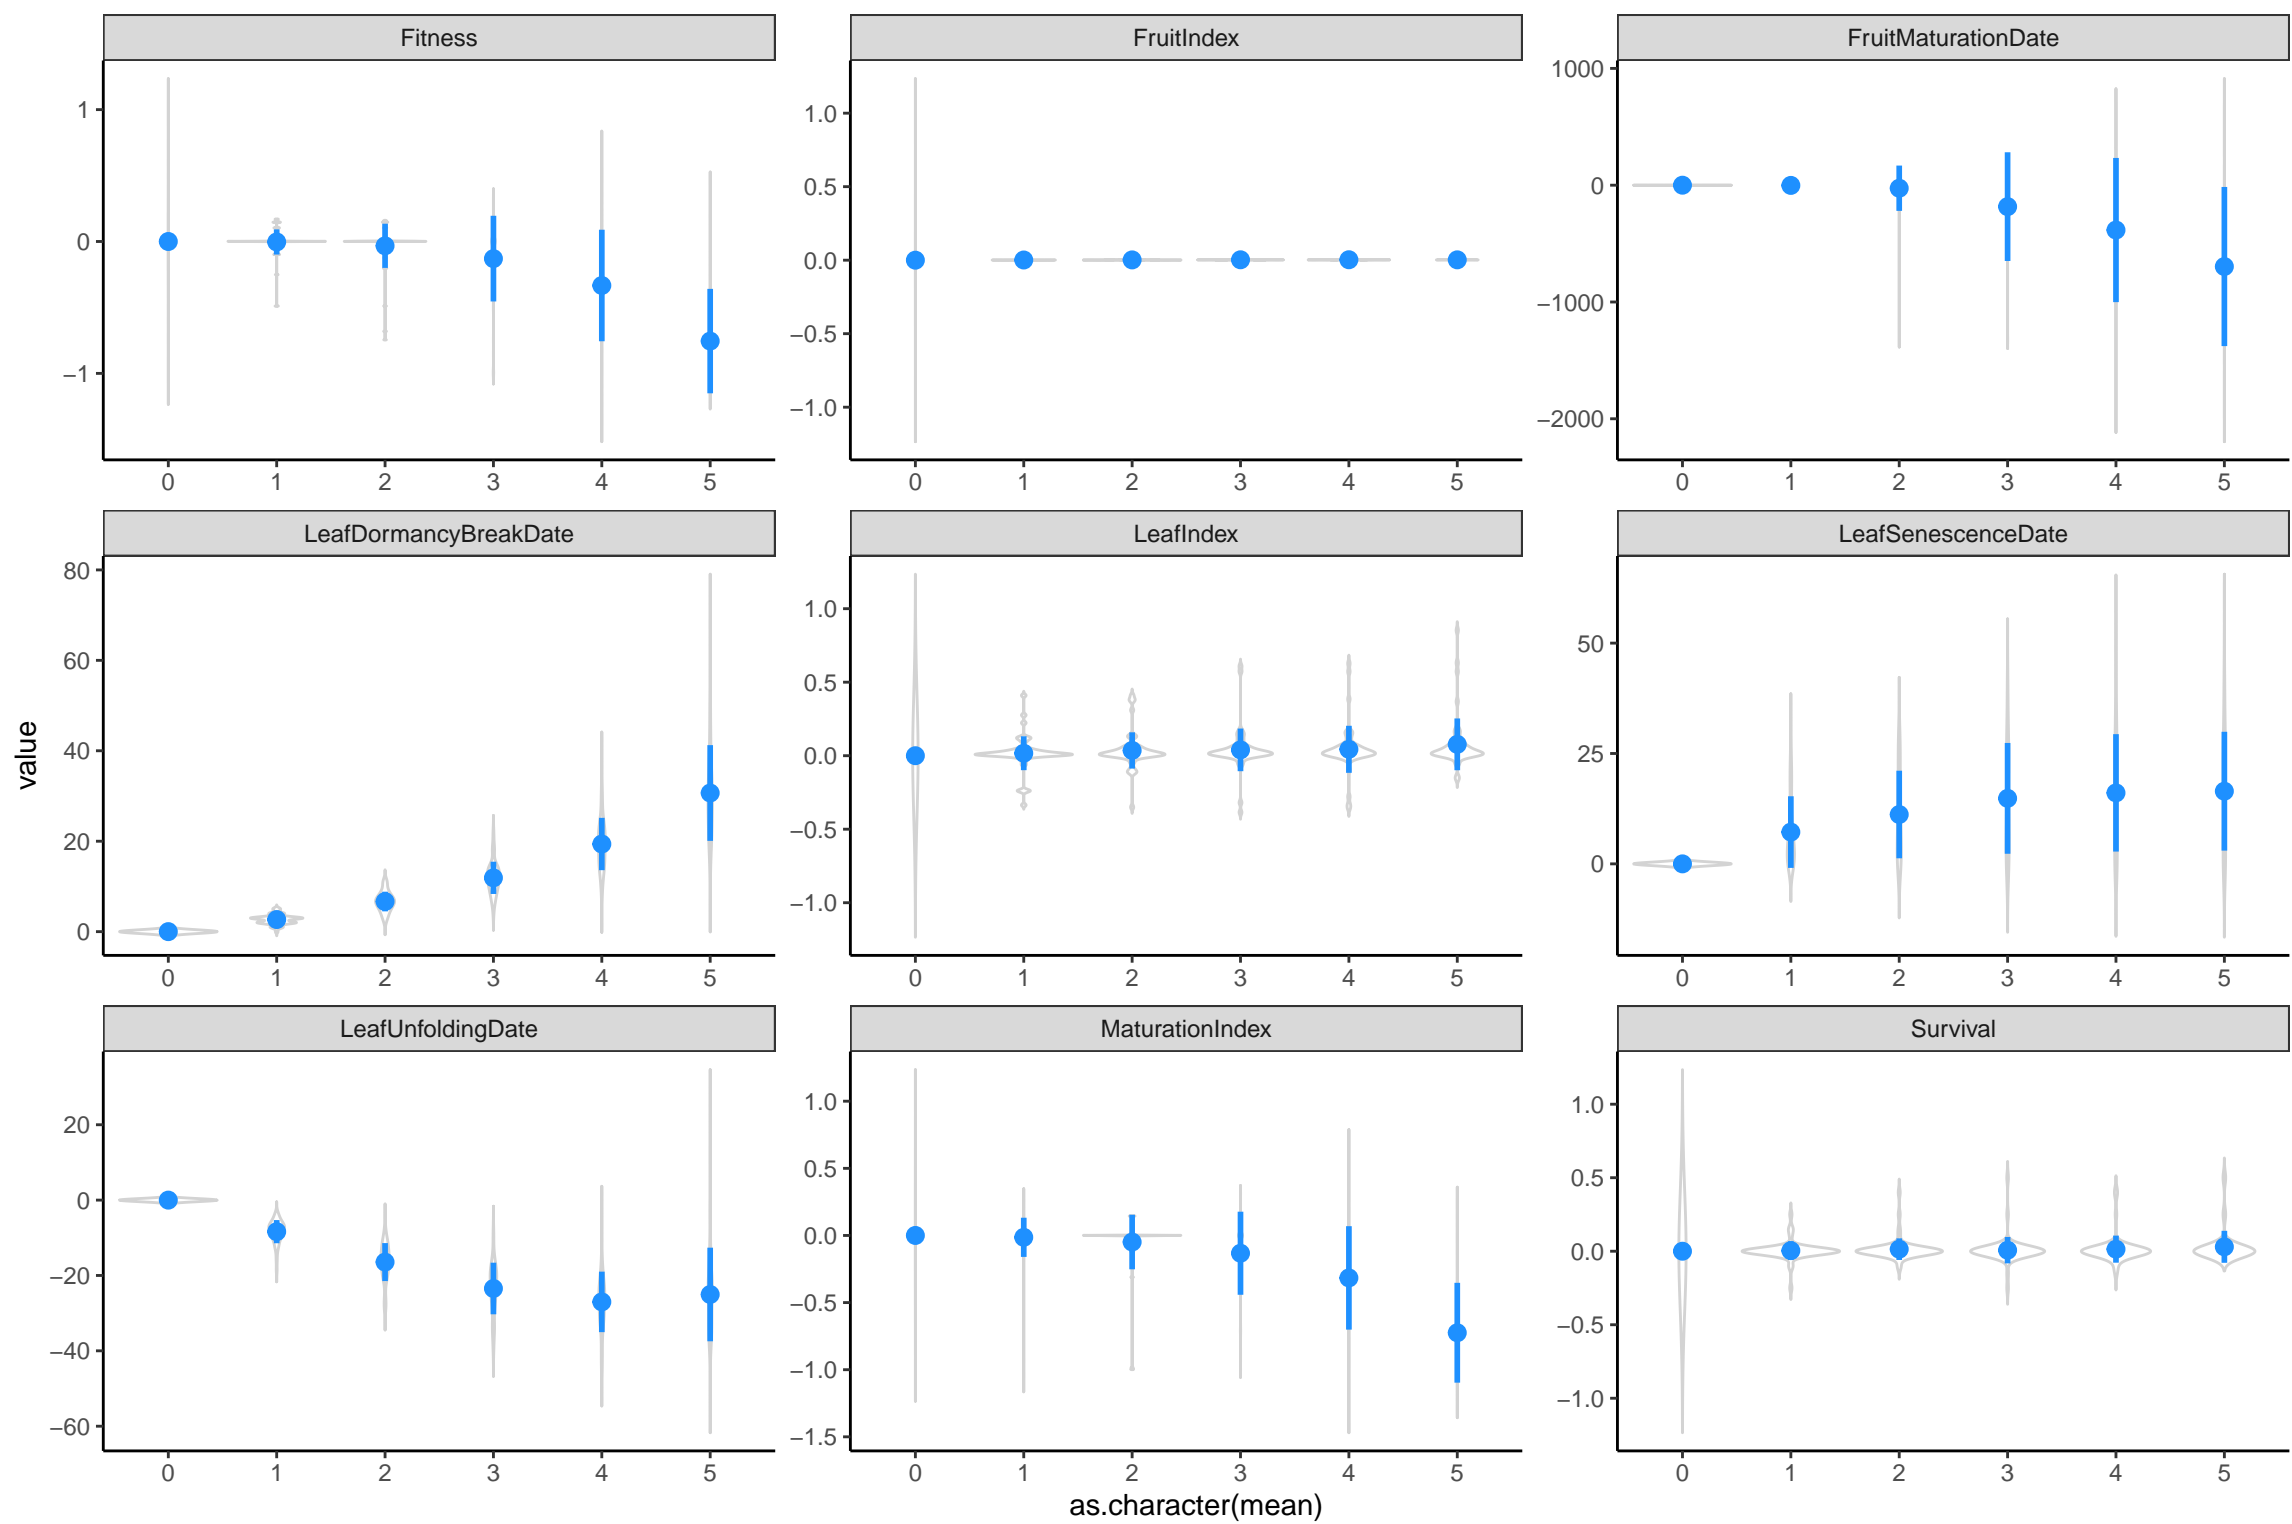 Fitness
FruitIndex
FruitMaturationDate
1
0
−1
1.0
0.5
0.0
−0.5
−1.0
1000
0
−1000
−2000
0 1 2 3 4 5
0 1 2 3 4 5
0 1 2 3 4 5
LeafDormancyBreakDate
LeafIndex
LeafSenescenceDate
80
60
40
20
0
1.0
0.5
0.0
−0.5
−1.0
50
25
0
0 1 2 3 4 5
0 1 2 3 4 5
0 1 2 3 4 5
value
LeafUnfoldingDate
MaturationIndex
Survival
20
0
−20
−40
−60
1.0
0.5
0.0
−0.5
−1.0
−1.5
1.0
0.5
0.0
−0.5
−1.0
0 1 2 3 4 5
0 1 2 3 4 5
0 1 2 3 4 5
as.character(mean)